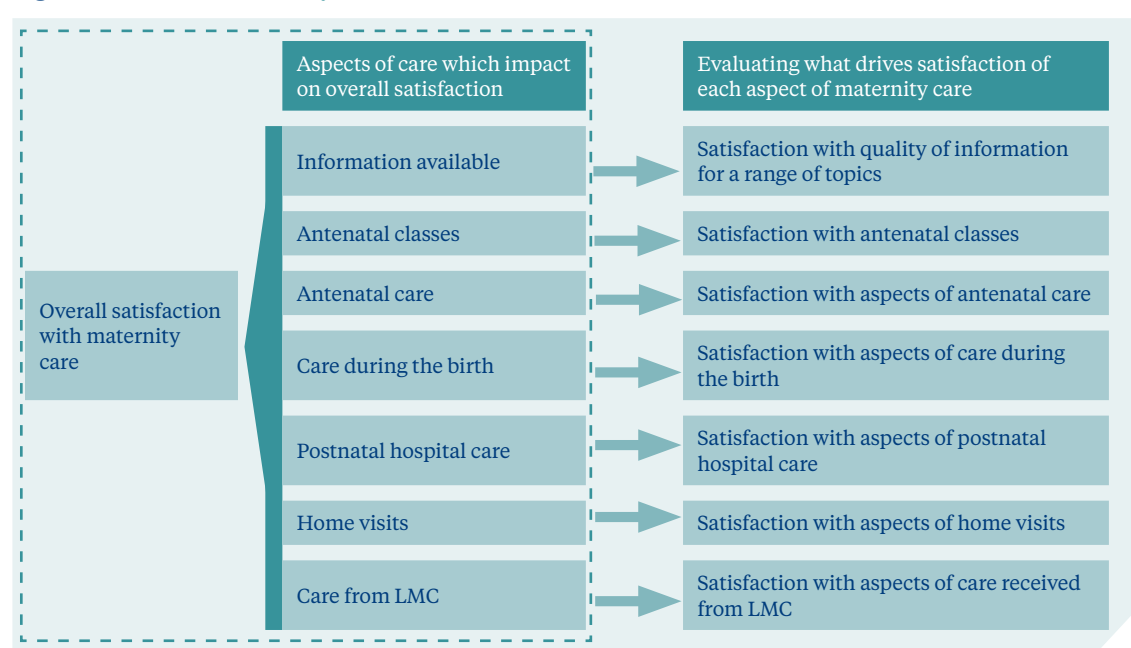 Aspects of care which impact
on overall satisfaction
Evaluating what drives satisfaction of
each aspect of maternity care
Overall satisfaction
with maternity
care
Information available
Satisfaction with quality of information
for a range of topics
Antenatal classes
Satisfaction with antenatal classes
Antenatal care
Satisfaction with aspects of antenatal care
Care during the birth
Satisfaction with aspects of care during
the birth
Postnatal hospital care
Satisfaction with aspects of postnatal
hospital care
Home visits
Satisfaction with aspects of home visits
Care from LMC
Satisfaction with aspects of care received
from LMC